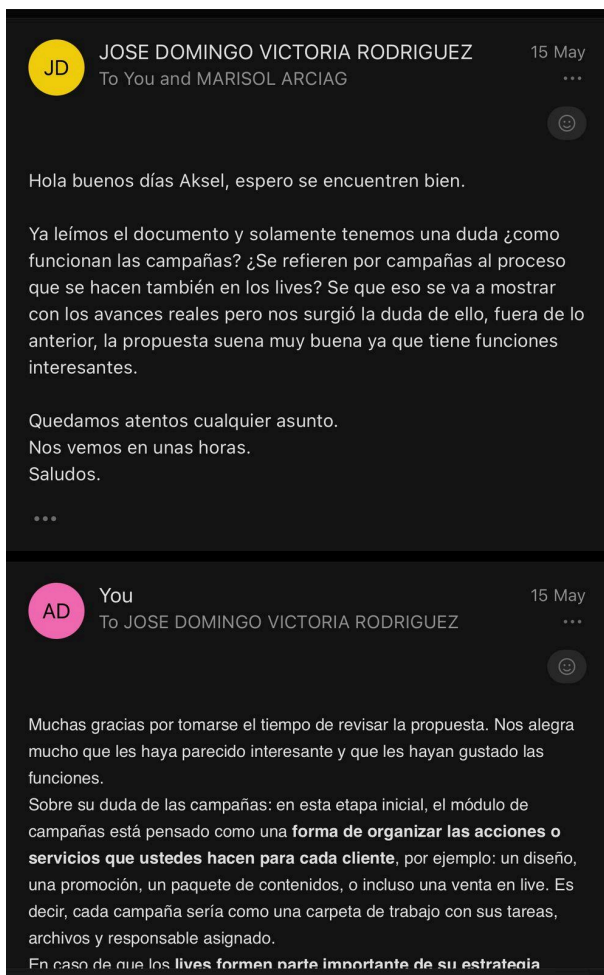 JD
JOSE DOMINGO VICTORIA RODRIGUEZ
15 May
To You and MARISOL ARCIAG
Hola buenos días Aksel, espero se encuentren bien.
Ya leímos el documento y solamente tenemos una duda ¿como
funcionan las campañas? ¿Se refieren por campañas al proceso
que se hacen también en los lives? Se que eso se va a mostrar
con los avances reales pero nos surgió la duda de ello, fuera de lo
anterior, la propuesta suena muy buena ya que tiene funciones
interesantes.
Quedamos atentos cualquier asunto.
Nos vemos en unas horas.
Saludos.
AD
You
15 May
To JOSE DOMINGO VICTORIA RODRIGUEZ
Muchas gracias por tomarse el tiempo de revisar la propuesta. Nos alegra
mucho que les haya parecido interesante y que les hayan gustado las
funciones.
Sobre su duda de las campañas: en esta etapa inicial, el módulo de
campañas está pensado como una forma de organizar las acciones o
servicios que ustedes hacen para cada cliente, por ejemplo: un diseño,
una promoción, un paquete de contenidos, o incluso una venta en live. Es
decir, cada campaña sería como una carpeta de trabajo con sus tareas,
archivos y responsable asignado.
En caso de que los lives formen parte importante de su estrategia